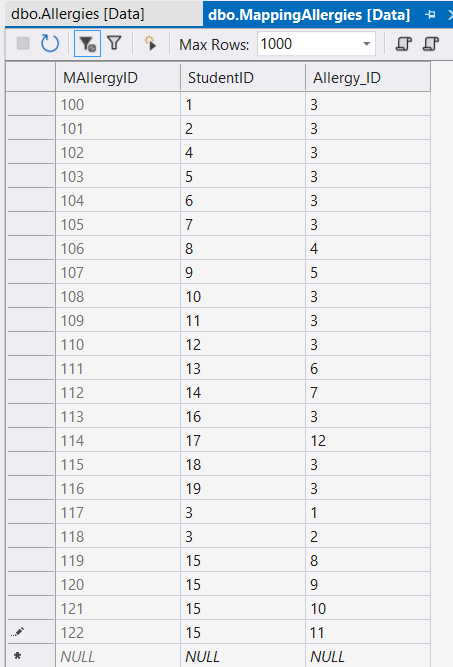 dbo.Allergies [Data] dbo.MappingAllergies [Data]
Max Rows: 1000
MAllergyID StudentID Allergy_ID
100 1 3
101 2 3
102 4 3
103 5 3
104 6 3
105 7 3
106 8 4
107 9 5
108 10 3
109 11 3
110 12 3
111 13 6
112 14 7
113 16 3
114 17 12
115 18 3
116 19 3
117 3 1
118 3 2
119 15 8
120 15 9
121 15 10
122 15 11
NULL NULL NULL